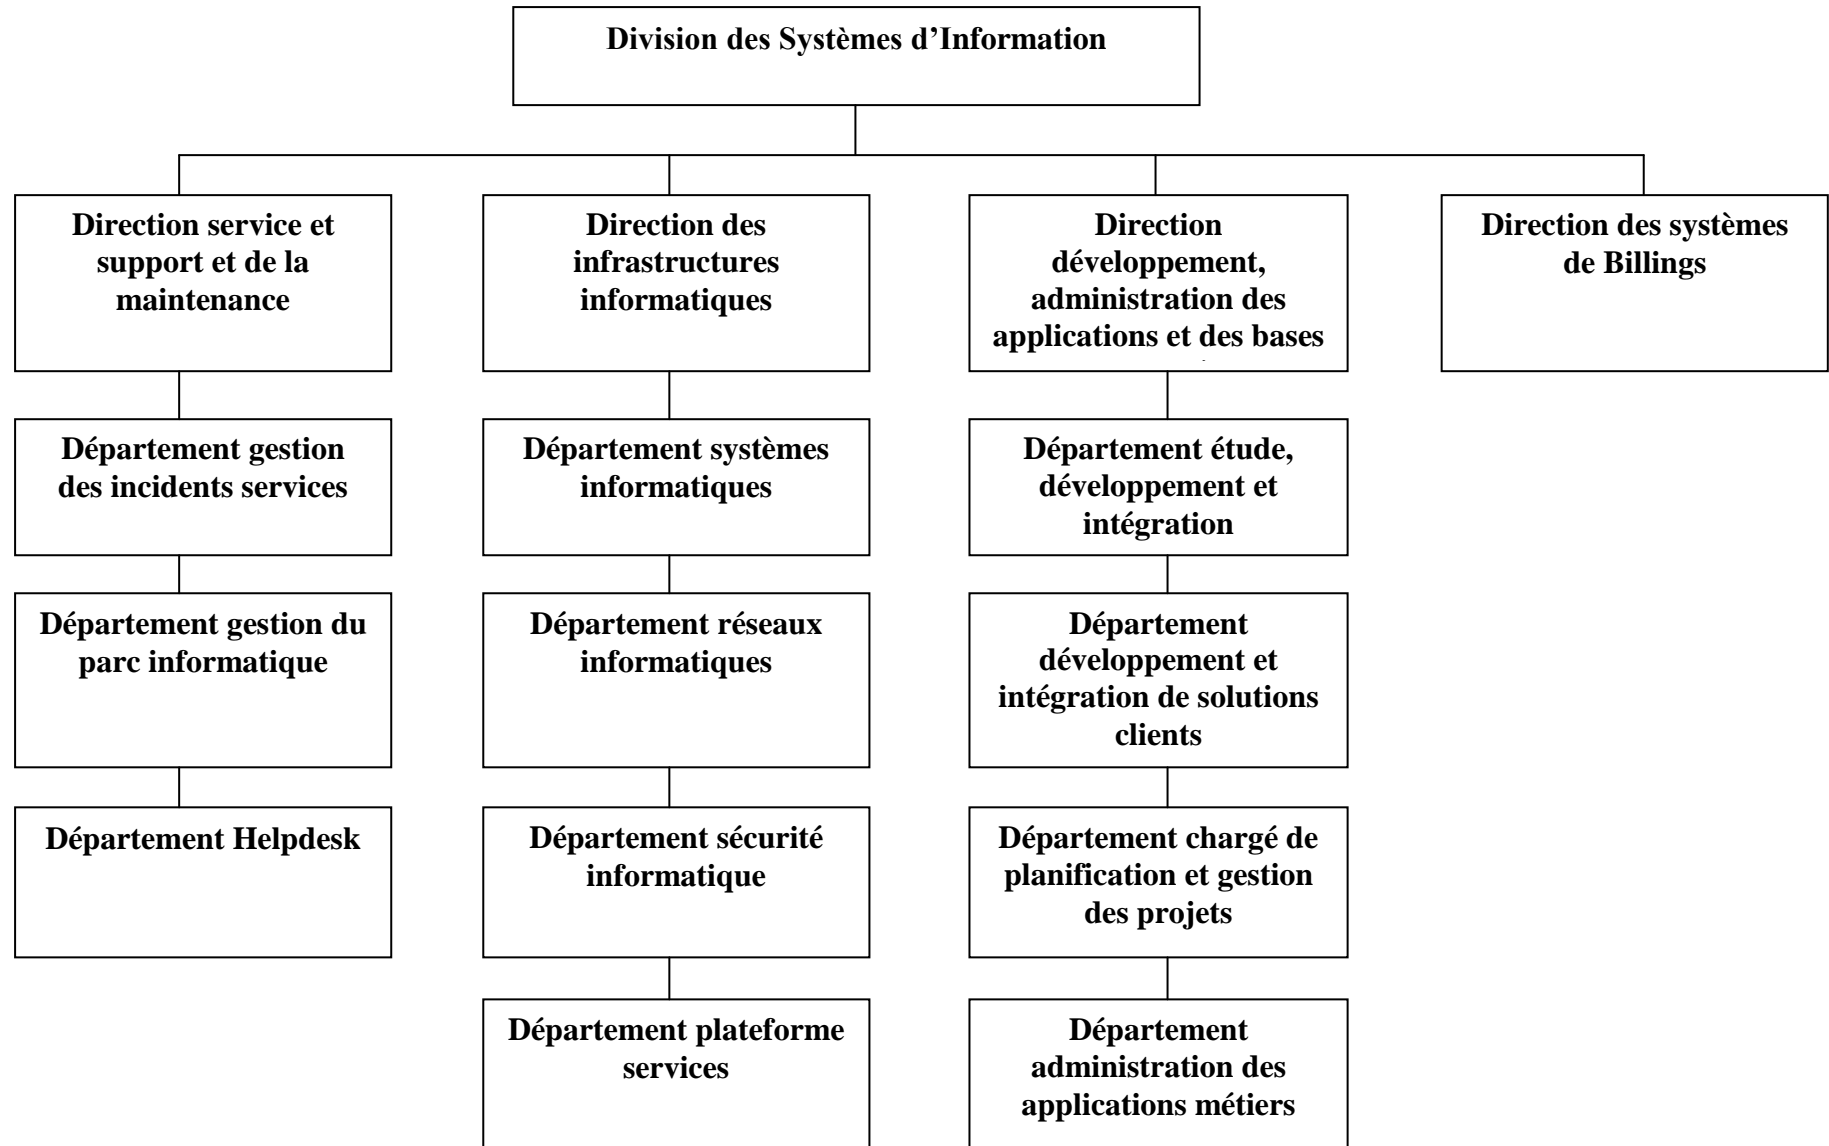 Division des Systèmes d’Information
Direction service et
support et de la
maintenance
Direction des
infrastructures
informatiques
Direction
développement,
administration des
applications et des bases
Direction des systèmes
de Billings
Département gestion
des incidents services
Département systèmes
informatiques
Département étude,
développement et
intégration
Département gestion du
parc informatique
Département réseaux
informatiques
Département
développement et
intégration de solutions
clients
Département Helpdesk
Département sécurité
informatique
Département chargé de
planification et gestion
des projets
Département plateforme
services
Département
administration des
applications métiers